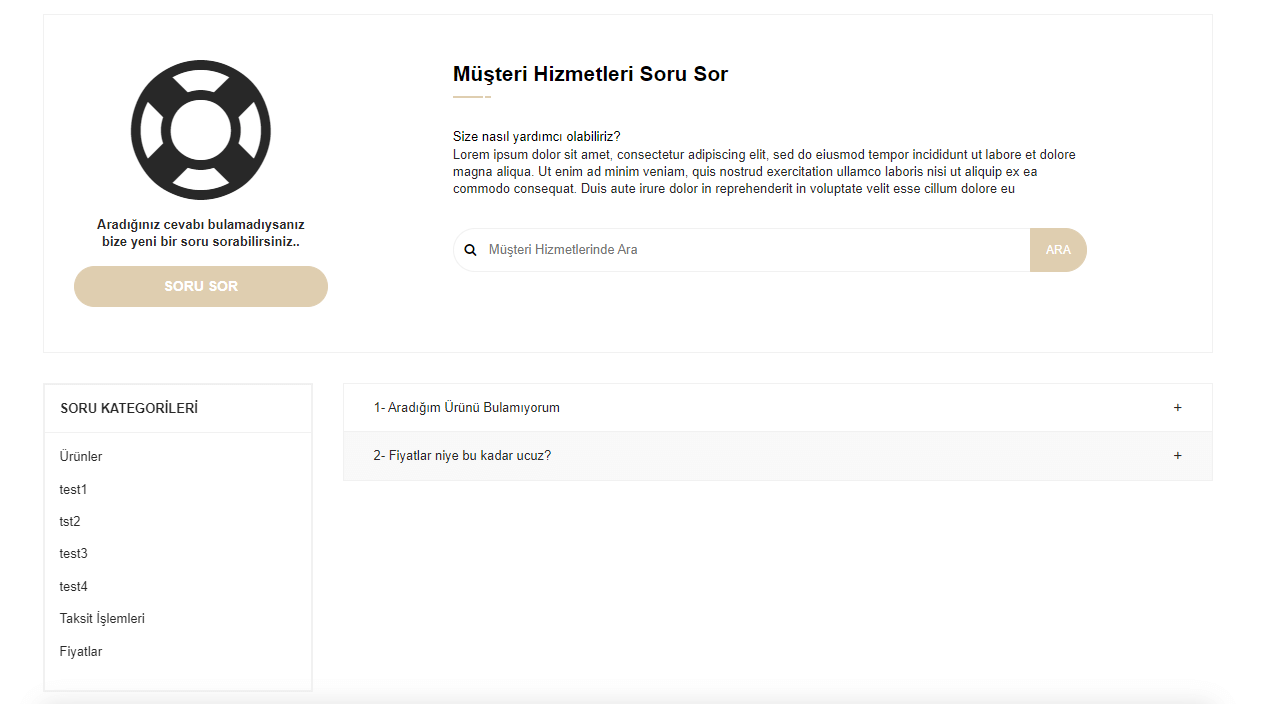 Müşteri Hizmetleri Soru Sor
Size nasıl yardımcı olabiliriz?
Lorem ipsum dolor sit amet, consectetur adipiscing elit, sed do eiusmod tempor incididunt ut labore et dolore
magna aliqua. Ut enim ad minim veniam, quis nostrud exercitation ullamco laboris nisi ut aliquip ex ea
commodo consequat. Duis aute irure dolor in reprehenderit in voluptate velit esse cillum dolore eu
Aradığınız cevabı bulamadıysanız
bize yeni bir soru sorabilirsiniz..
SORU SOR
Müşteri Hizmetlerinde Ara
ARA
SORU KATEGORİLERİ
Ürünler
test1
tst2
test3
test4
Taksit İşlemleri
Fiyatlar
1- Aradığım Ürünü Bulamıyorum +
2- Fiyatlar niye bu kadar ucuz? +